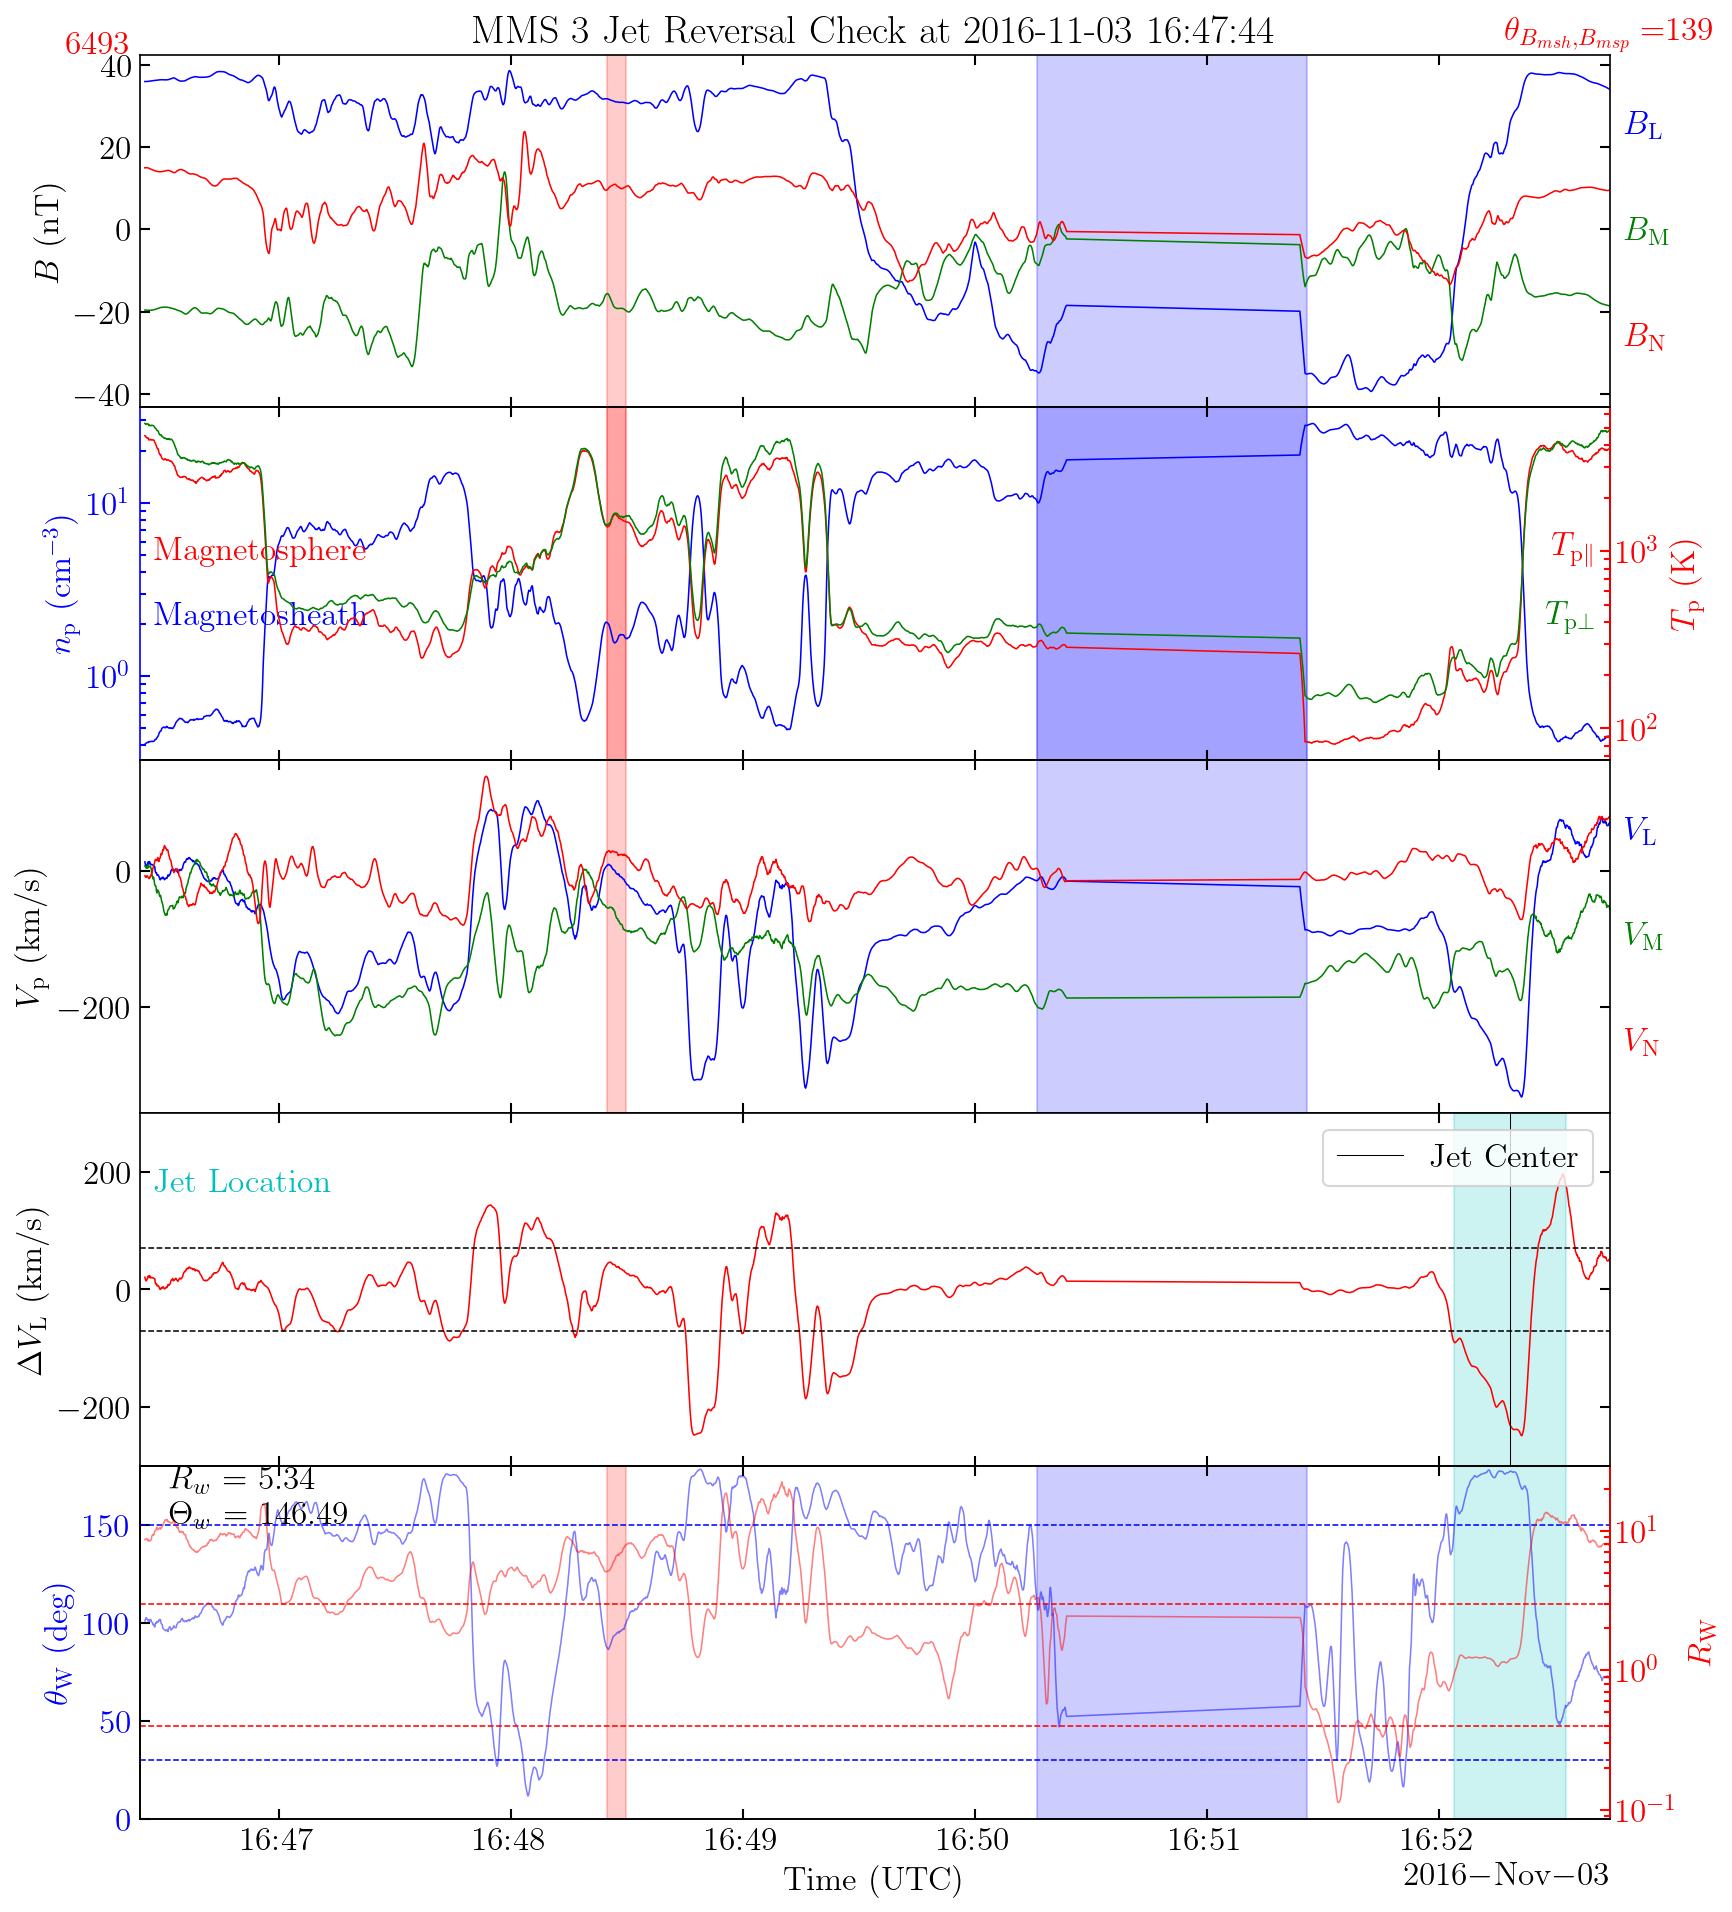 MMS 3 Jet Reversal Check at 2016-11-03 16:47:44
6493
θ_{B_{msh},B_{msp}} =139
40
20
0
−20
−40
B (nT)
B_L
B_M
B_N
10^1
10^0
n_p (cm^{−3})
Magnetosphere
Magnetosheath
T_{p∥}
T_{p⊥}
10^3
10^2
T_p (K)
0
−200
V_p (km/s)
V_L
V_M
V_N
200
0
−200
ΔV_L (km/s)
Jet Location
Jet Center
R_w = 5.34
Θ_w = 146.49
150
100
50
0
θ_W (deg)
10^1
10^0
10^{−1}
R_W
16:47 16:48 16:49 16:50 16:51 16:52
2016−Nov−03
Time (UTC)